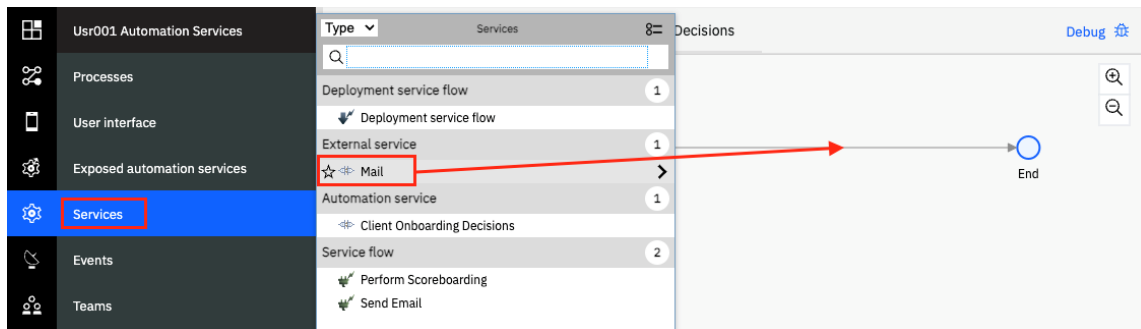 Usr001 Automation Services
Processes
User interface
Exposed automation services
Services
Events
Teams
Type
Services
Deployment service flow 1
Deployment service flow
External service 1
Mail
Automation service 1
Client Onboarding Decisions
Service flow 2
Perform Scoreboarding
Send Email
Decisions
Debug
End